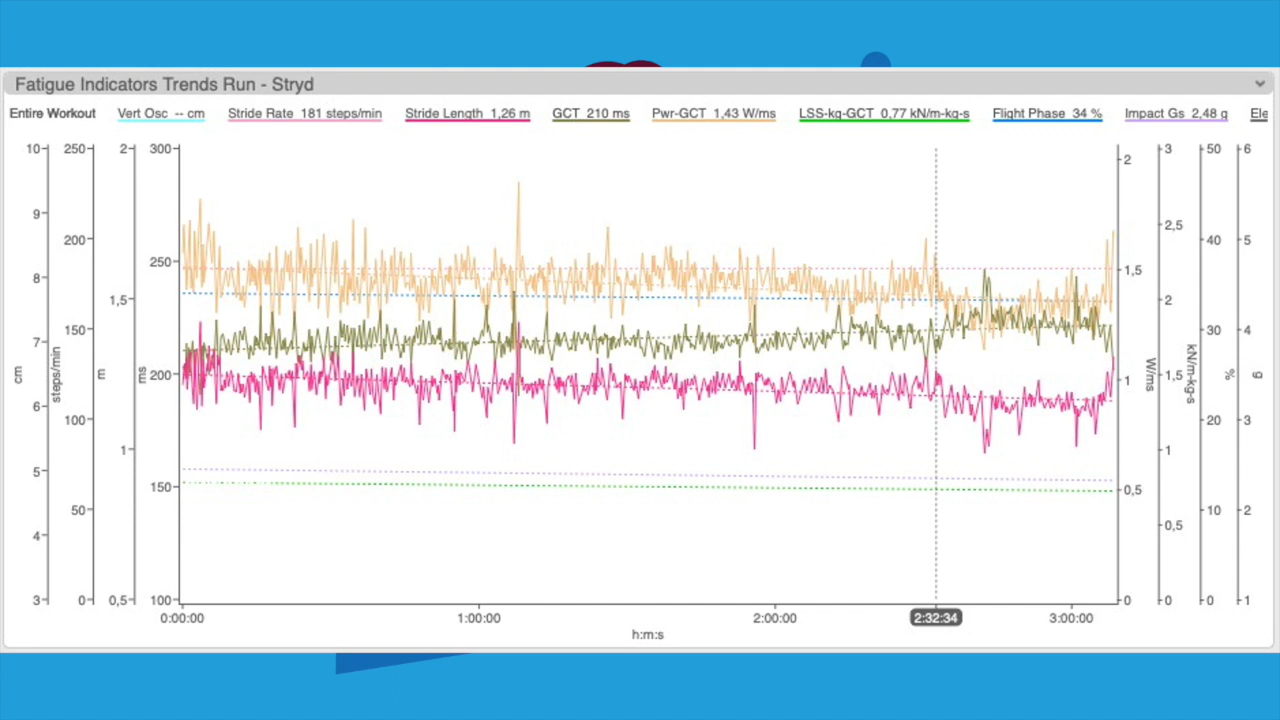 Fatigue Indicators Trends Run - Stryd
Entire Workout Vert Osc -- cm Stride Rate 181 steps/min Stride Length 1,26 m GCT 210 ms Pwr-GCT 1,43 W/ms LSS-kg-GCT 0,77 kN/m-kg-s Flight Phase 34 % Impact Gs 2,48 g Ele
10 250 2 300 2 3 50 6
9 200 250 2,5 40 5
8 1,5 1,5 2
7 150 30 4
cm steps/min m ms 200 W/ms 1 kN/m-kg-s 1,5 % g
6 100 20 3
5 1 150 0,5 1
4 50 0,5 10 2
3 0 0,5 100 0 0 0 1
0:00:00 1:00:00 2:00:00 2:32:34 3:00:00
h:m:s